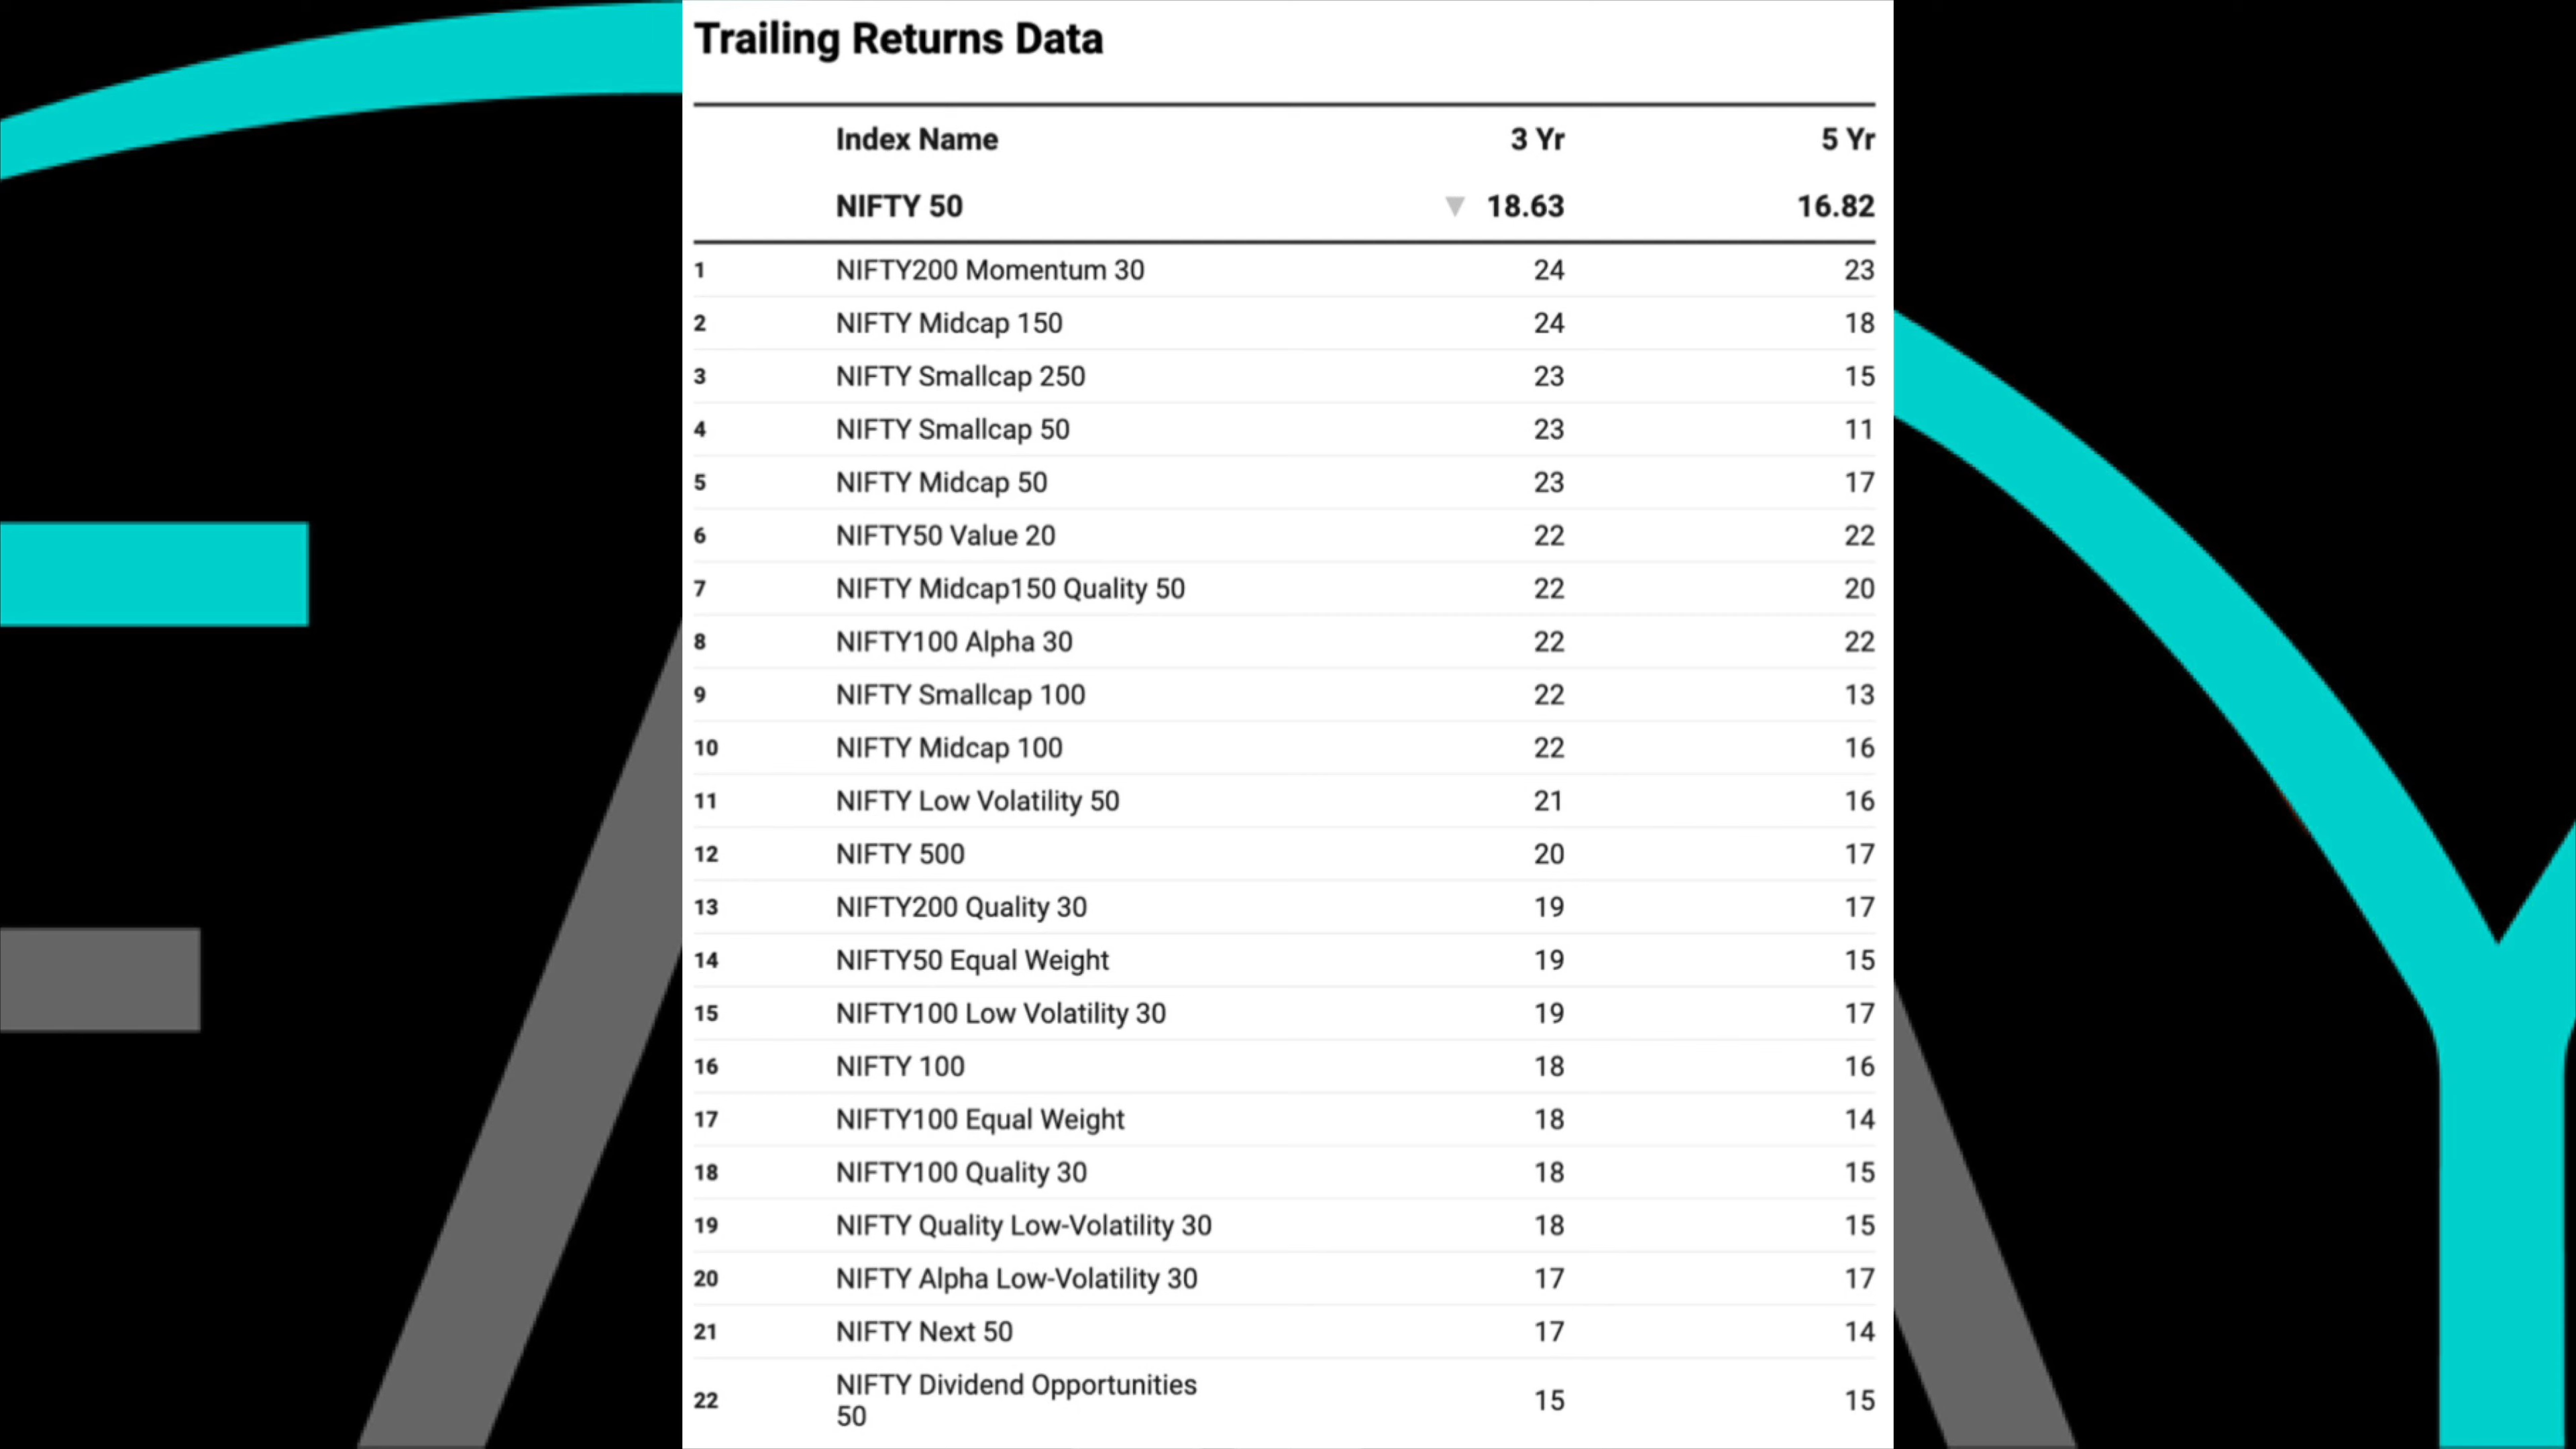 Trailing Returns Data
Index Name 3 Yr 5 Yr
NIFTY 50 ▼ 18.63 16.82
1 NIFTY200 Momentum 30 24 23
2 NIFTY Midcap 150 24 18
3 NIFTY Smallcap 250 23 15
4 NIFTY Smallcap 50 23 11
5 NIFTY Midcap 50 23 17
6 NIFTY50 Value 20 22 22
7 NIFTY Midcap150 Quality 50 22 20
8 NIFTY100 Alpha 30 22 22
9 NIFTY Smallcap 100 22 13
10 NIFTY Midcap 100 22 16
11 NIFTY Low Volatility 50 21 16
12 NIFTY 500 20 17
13 NIFTY200 Quality 30 19 17
14 NIFTY50 Equal Weight 19 15
15 NIFTY100 Low Volatility 30 19 17
16 NIFTY 100 18 16
17 NIFTY100 Equal Weight 18 14
18 NIFTY100 Quality 30 18 15
19 NIFTY Quality Low-Volatility 30 18 15
20 NIFTY Alpha Low-Volatility 30 17 17
21 NIFTY Next 50 17 14
22 NIFTY Dividend Opportunities 15 15
50